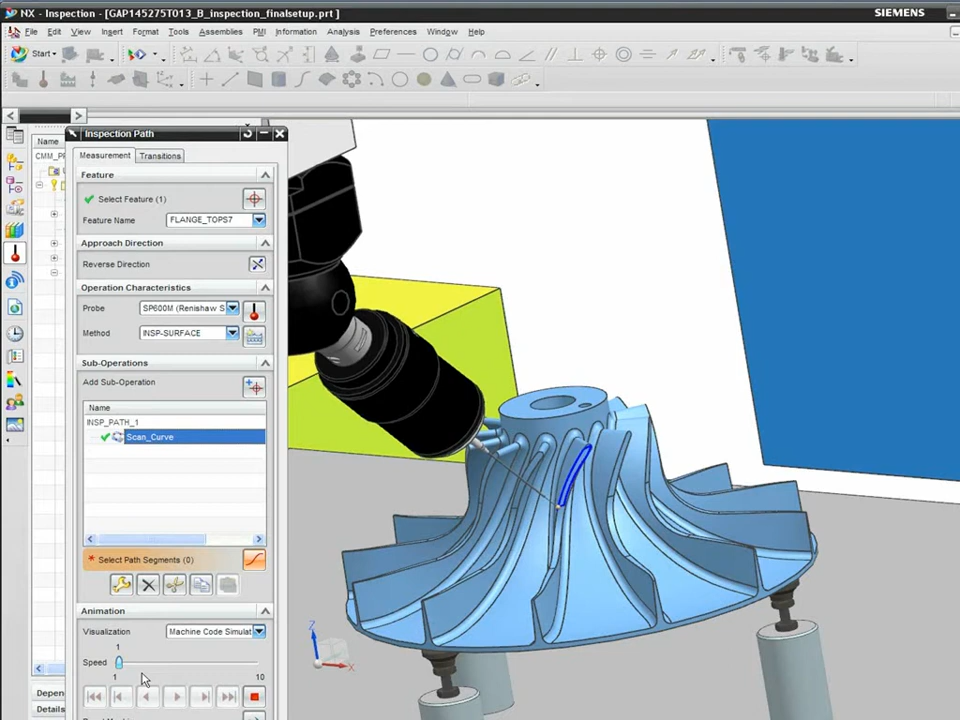 NX - Inspection - [GAP145275T013_B_inspection_finalsetup.prt ]
SIEMENS
File Edit View Insert Format Tools Assemblies PMI Information Analysis Preferences Window Help
Start
Name
CMM_P
Inspection Path
Measurement Transitions
Feature
Select Feature (1)
Feature Name FLANGE_TOPS7
Approach Direction
Reverse Direction
Operation Characteristics
Probe SP600M (Renishaw S
Method INSP-SURFACE
Sub-Operations
Add Sub-Operation
Name
INSP_PATH_1
Scan_Curve
* Select Path Segments (0)
Animation
Visualization Machine Code Simulat
1
Speed
1 10
Depen
Details
Z
X